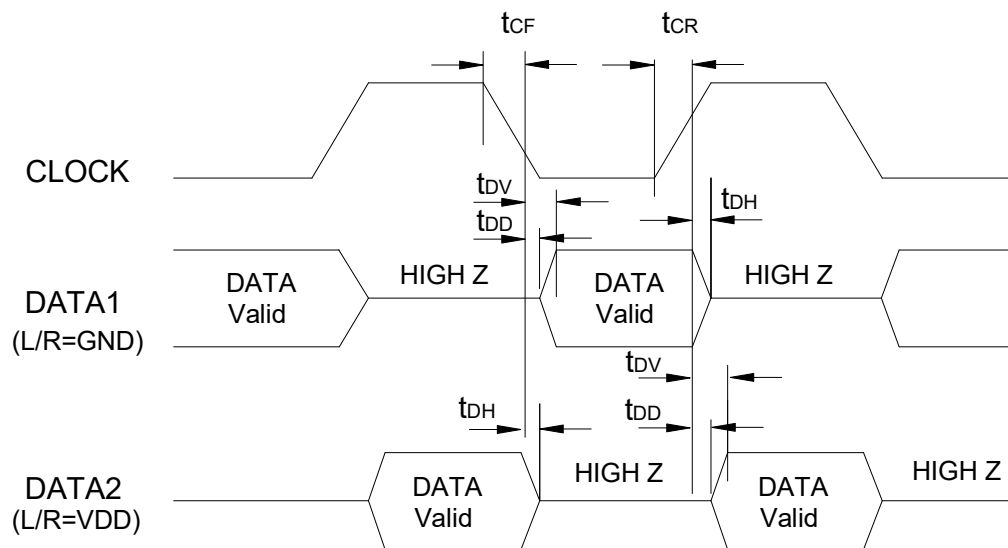 tCF
tCR
CLOCK
tDV
tDH
tDD
DATA1
(L/R=GND)
DATA
Valid
HIGH Z
DATA
Valid
HIGH Z
tDV
tDH
tDD
DATA2
(L/R=VDD)
DATA
Valid
HIGH Z
DATA
Valid
HIGH Z